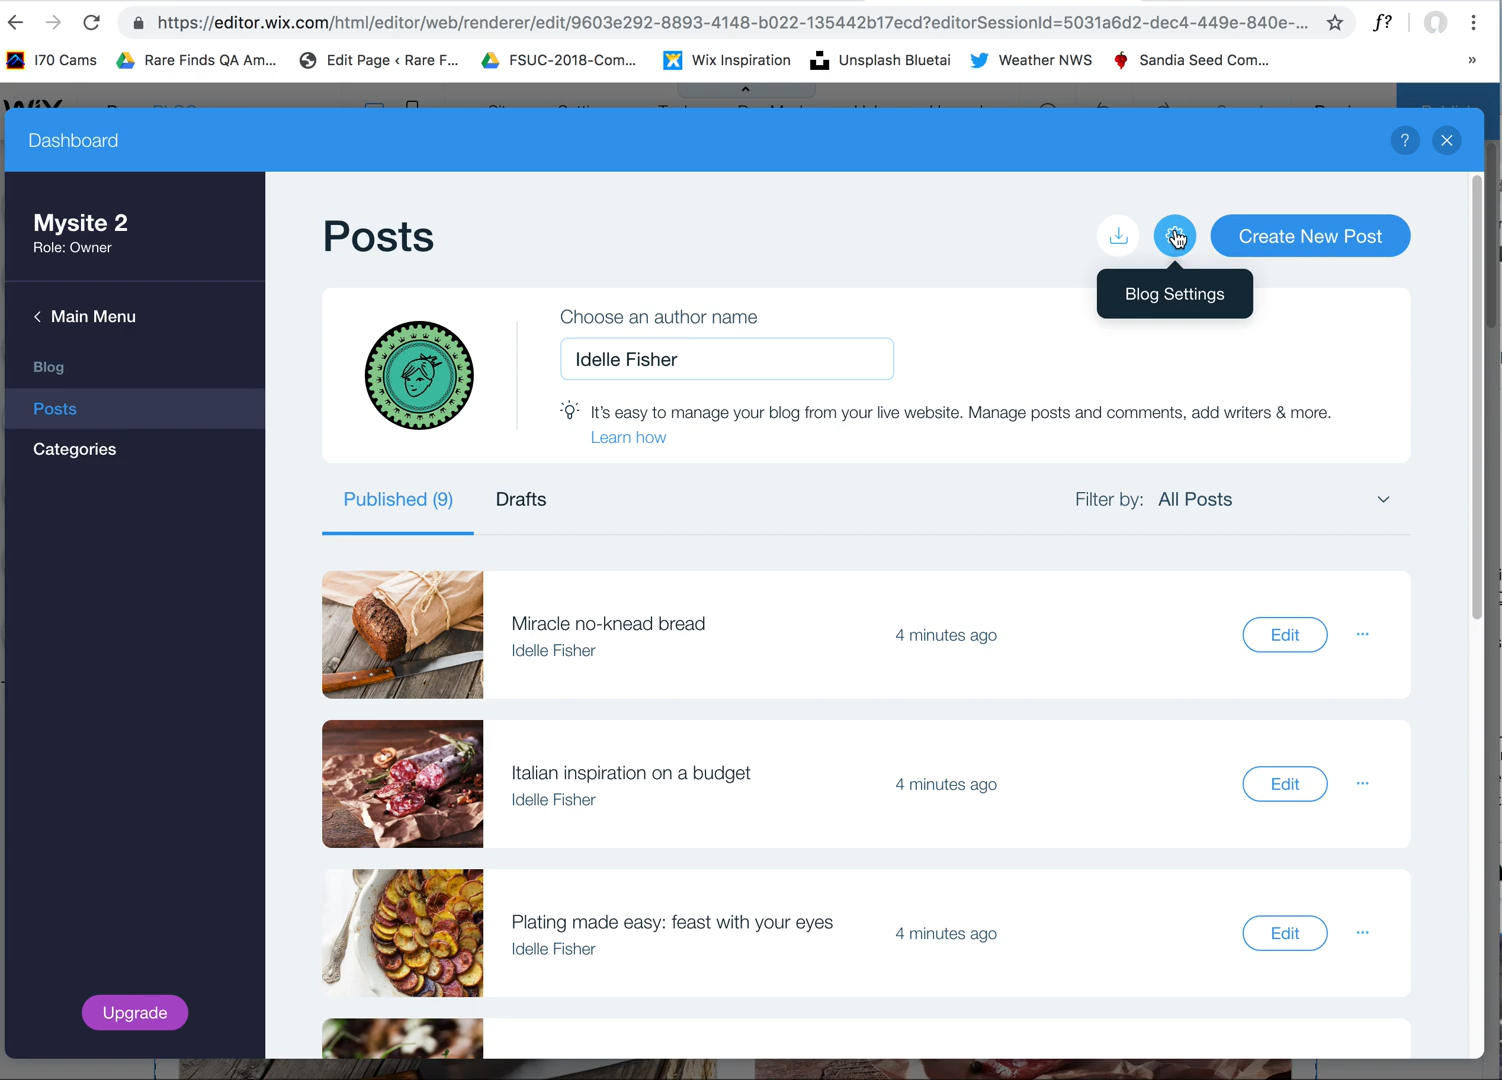 https://editor.wix.com/html/editor/web/renderer/edit/9603e292-8893-4148-b022-135442b17ecd?editorSessionId=5031a6d2-dec4-449e-840e-...
f?
I70 Cams
Rare Finds QA Am...
Edit Page ‹ Rare F...
FSUC-2018-Com...
Wix Inspiration
Unsplash Bluetai
Weather NWS
Sandia Seed Com...
»
Dashboard
?
Mysite 2
Role: Owner
Main Menu
Blog
Posts
Categories
Upgrade
Posts
Create New Post
Blog Settings
Choose an author name
Idelle Fisher
It's easy to manage your blog from your live website. Manage posts and comments, add writers & more.
Learn how
Published (9)
Drafts
Filter by: All Posts
Miracle no-knead bread
Idelle Fisher
4 minutes ago
Edit
Italian inspiration on a budget
Idelle Fisher
4 minutes ago
Edit
Plating made easy: feast with your eyes
Idelle Fisher
4 minutes ago
Edit